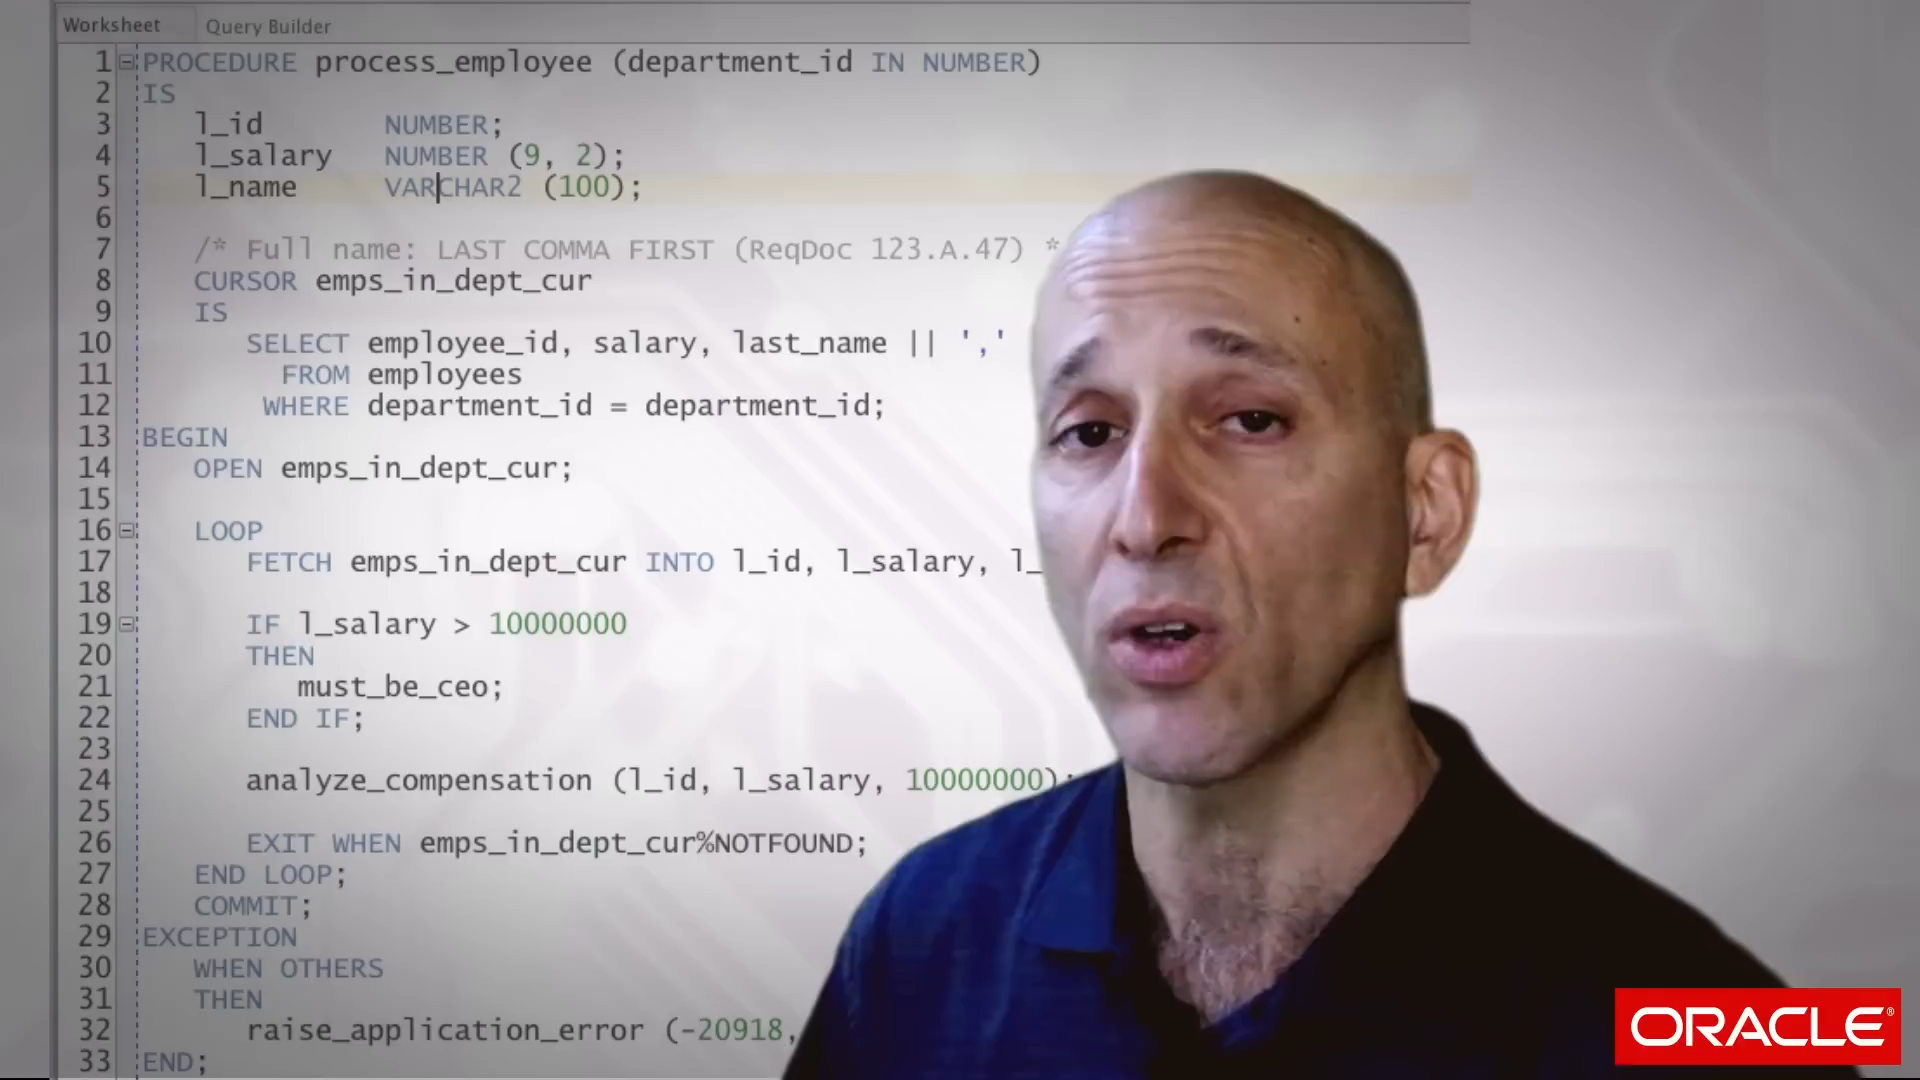 Worksheet Query Builder
1 PROCEDURE process_employee (department_id IN NUMBER)
2 IS
3 l_id NUMBER;
4 l_salary NUMBER (9, 2);
5 l_name VARCHAR2 (100);
6
7 /* Full name: LAST COMMA FIRST (ReqDoc 123.A.47) *
8 CURSOR emps_in_dept_cur
9 IS
10 SELECT employee_id, salary, last_name || ','
11 FROM employees
12 WHERE department_id = department_id;
13 BEGIN
14 OPEN emps_in_dept_cur;
15
16 LOOP
17 FETCH emps_in_dept_cur INTO l_id, l_salary, l_
18
19 IF l_salary > 10000000
20 THEN
21 must_be_ceo;
22 END IF;
23
24 analyze_compensation (l_id, l_salary, 10000000);
25
26 EXIT WHEN emps_in_dept_cur%NOTFOUND;
27 END LOOP;
28 COMMIT;
29 EXCEPTION
30 WHEN OTHERS
31 THEN
32 raise_application_error (-20918,
33 END;
ORACLE®